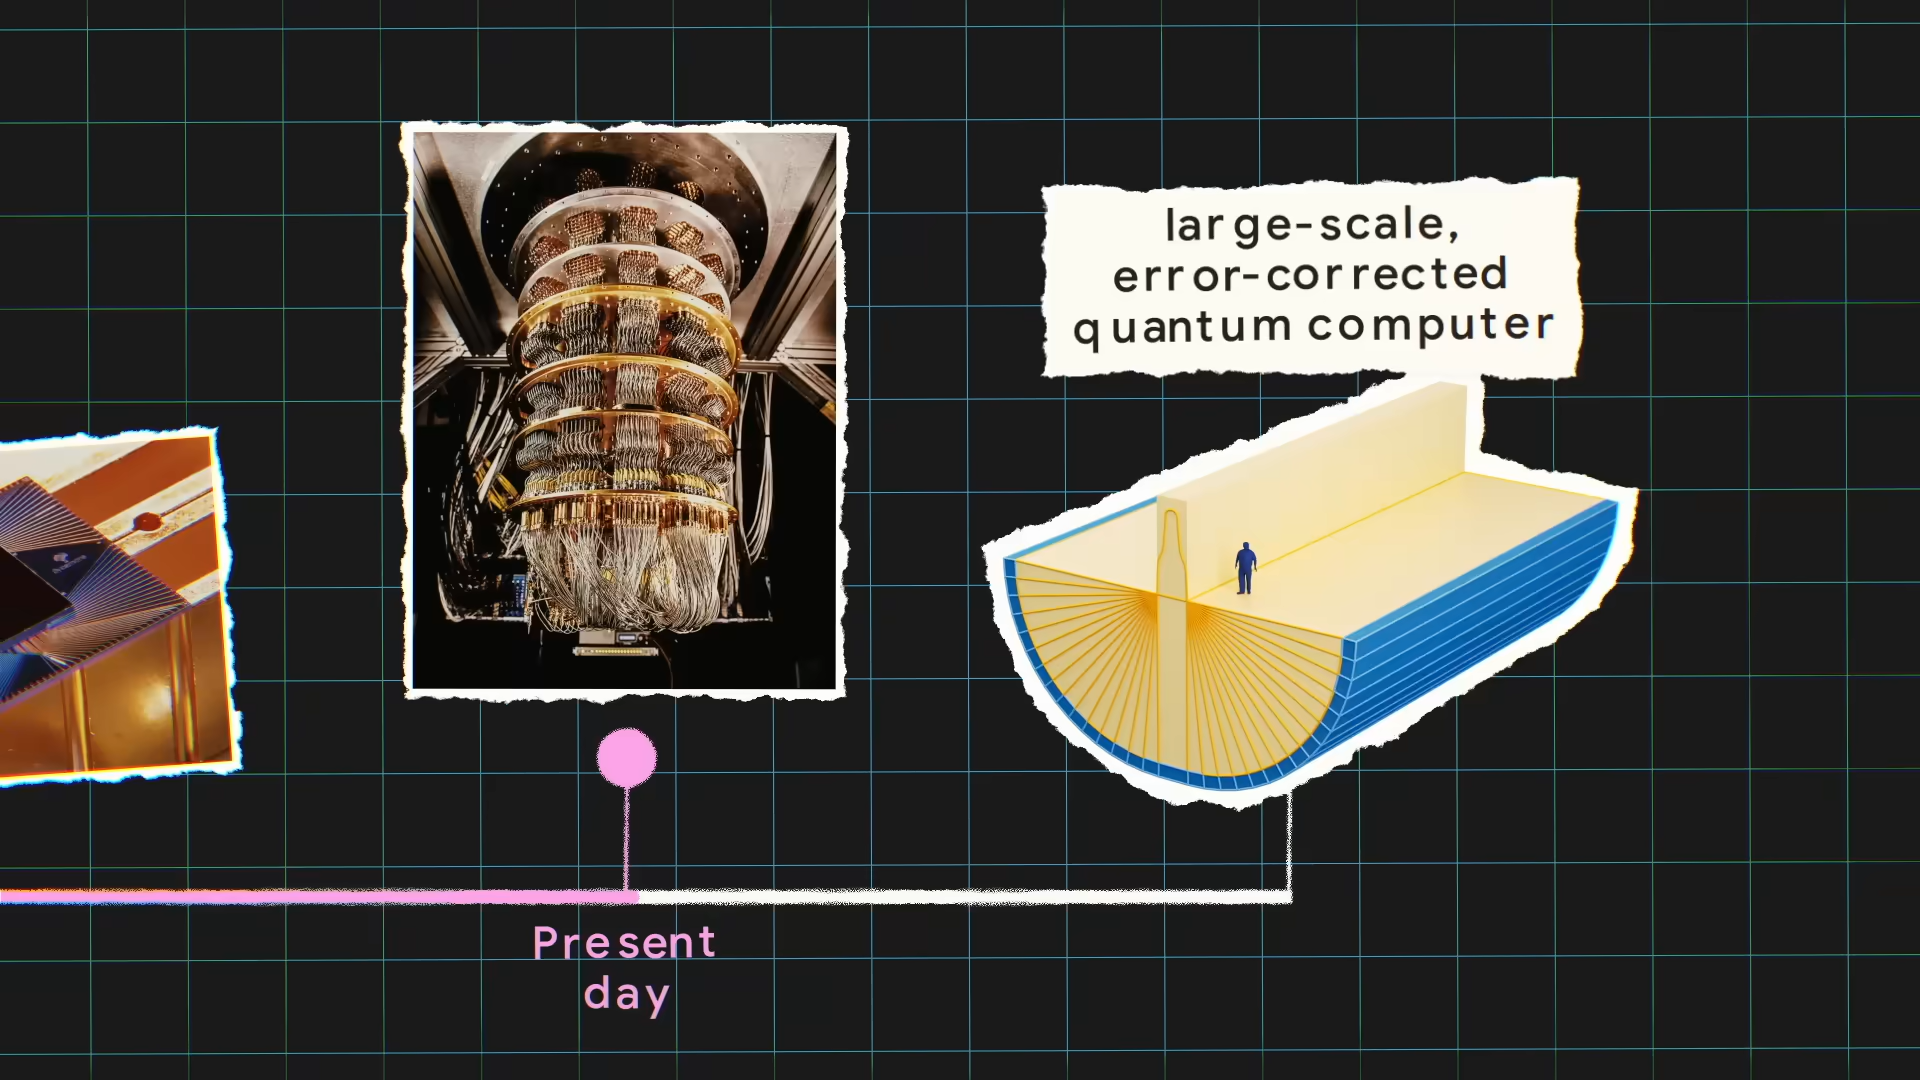 large-scale,
error-corrected
quantum computer
Present
day